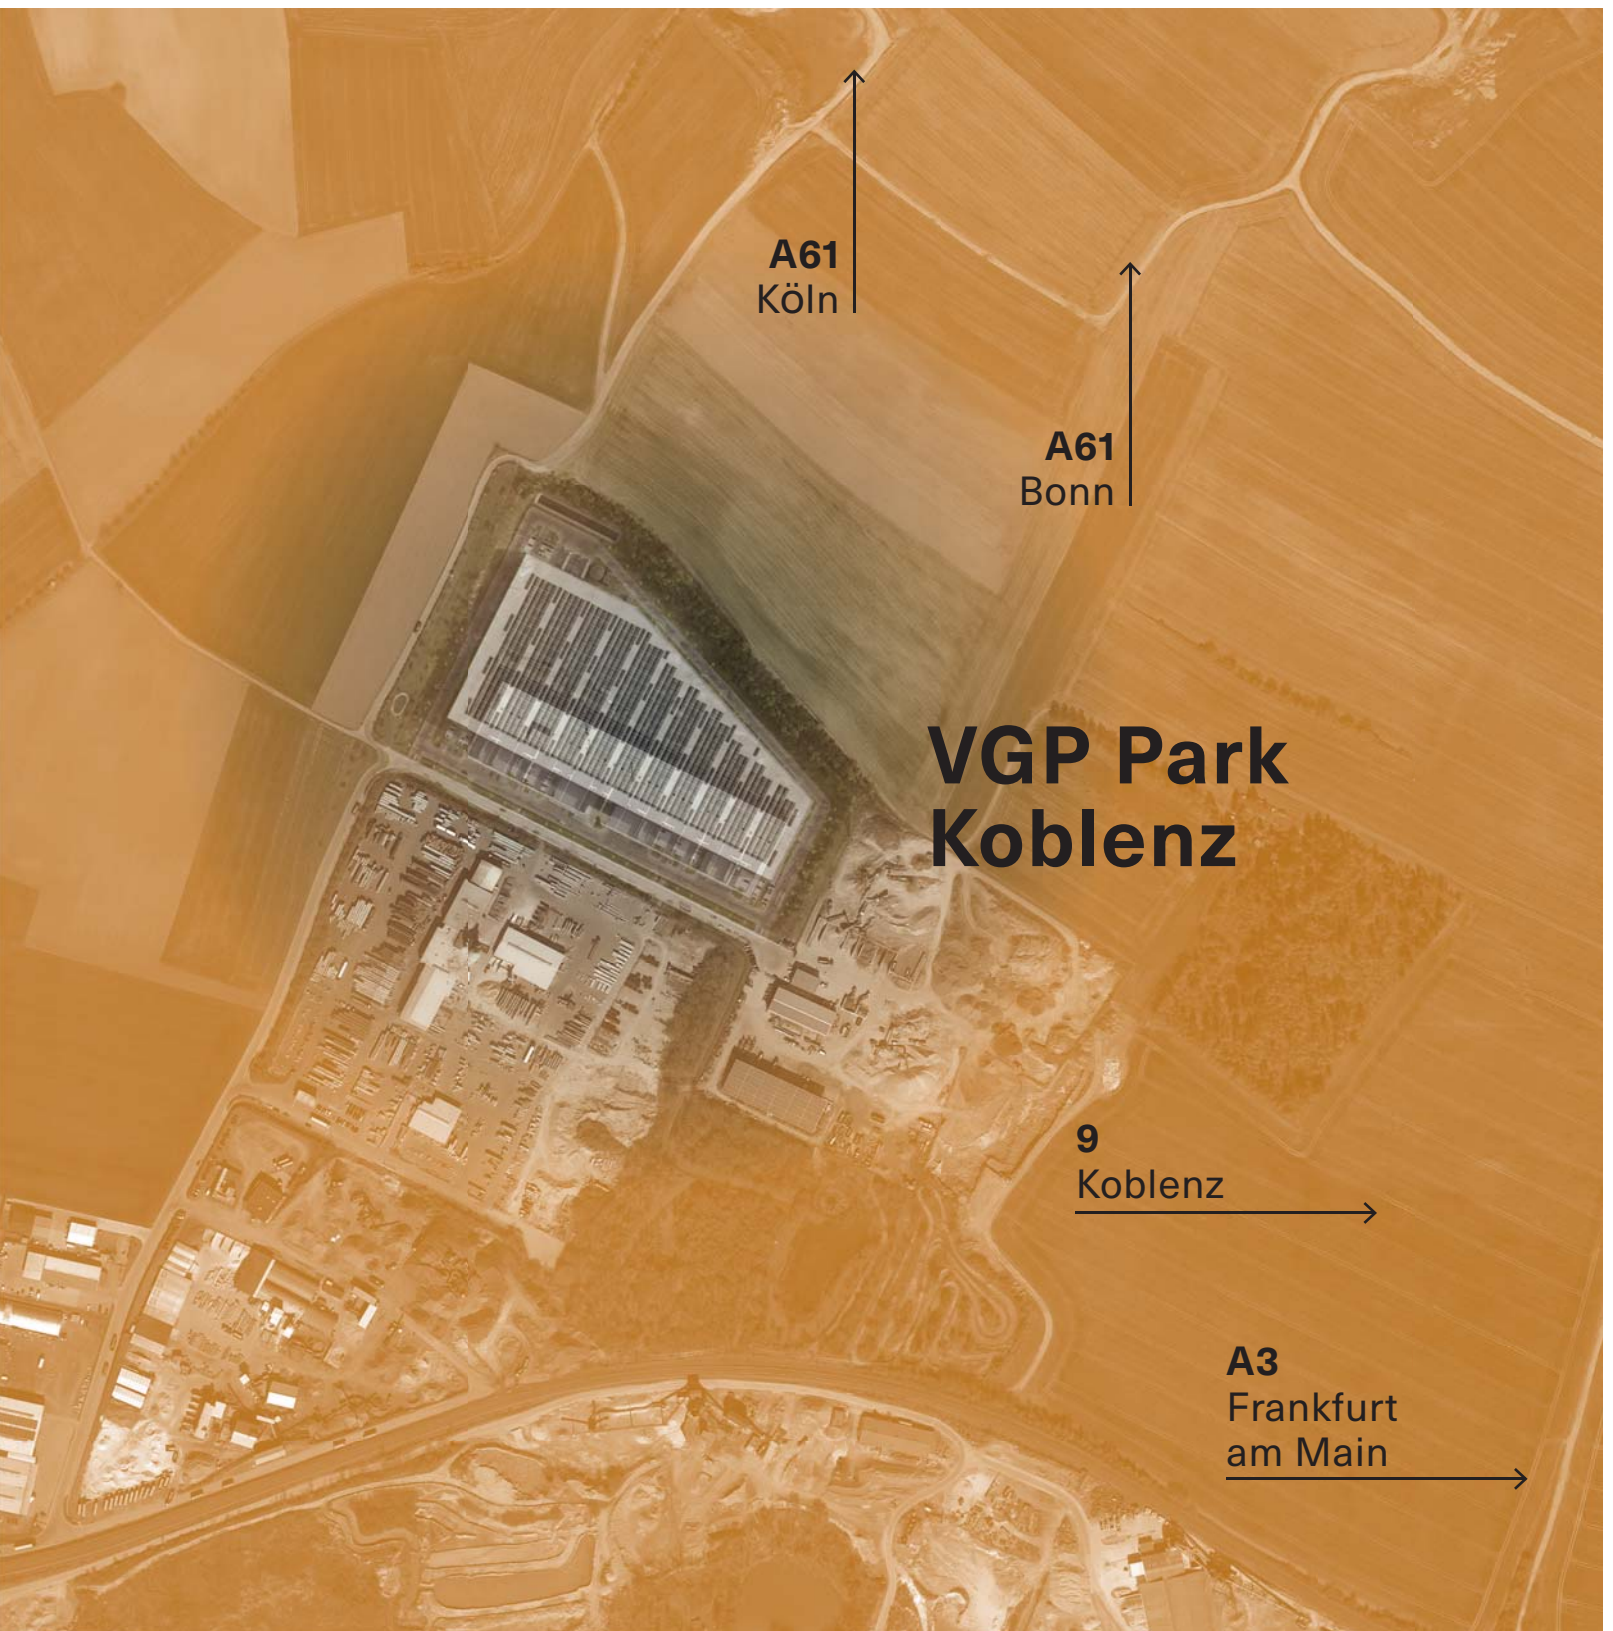 A61
Köln
A61
Bonn
VGP Park
Koblenz
9
Koblenz
A3
Frankfurt
am Main